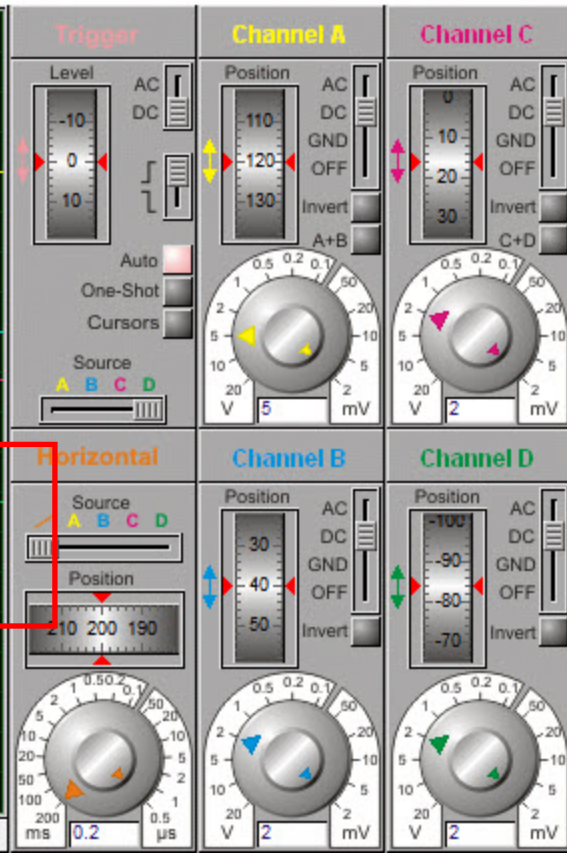 Trigger
Level
AC
DC
-10
0
10
Auto
One-Shot
Cursors
Source
A B C D
Channel A
Position
AC
DC
GND
OFF
110
120
130
Invert
A+B
0.5 0.2 0.1
1 50
2 20
5 10
10 5
20 2
V 5 mV
Channel C
Position
AC
DC
GND
OFF
0
10
20
30
Invert
C+D
0.5 0.2 0.1
1 50
2 20
5 10
10 5
20 2
V 2 mV
Horizontal
Source
A B C D
Position
210 200 190
1 0.5 0.2
2 50
5 20
10 10
20 5
50 2
100 1
200 0.5
ms 0.2 µs
Channel B
Position
AC
DC
GND
OFF
30
40
50
Invert
0.5 0.2 0.1
1 50
2 20
5 10
10 5
20 2
V 2 mV
Channel D
Position
AC
DC
GND
OFF
-100
-90
-80
-70
Invert
0.5 0.2 0.1
1 50
2 20
5 10
10 5
20 2
V 2 mV